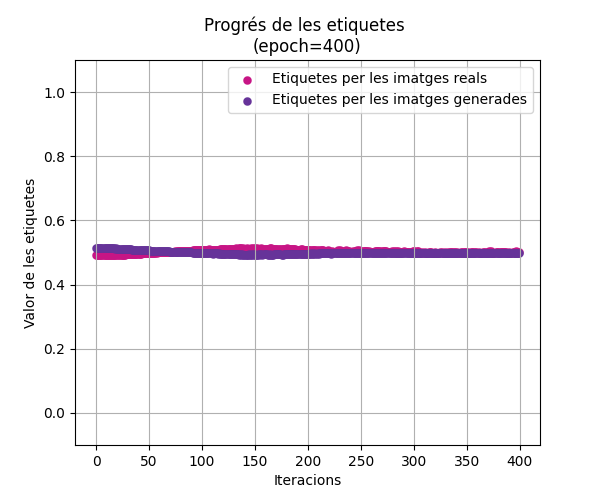 Progrés de les etiquetes
(epoch=400)
Etiquetes per les imatges reals
Etiquetes per les imatges generades
Valor de les etiquetes
1.0
0.8
0.6
0.4
0.2
0.0
0 50 100 150 200 250 300 350 400
Iteracions